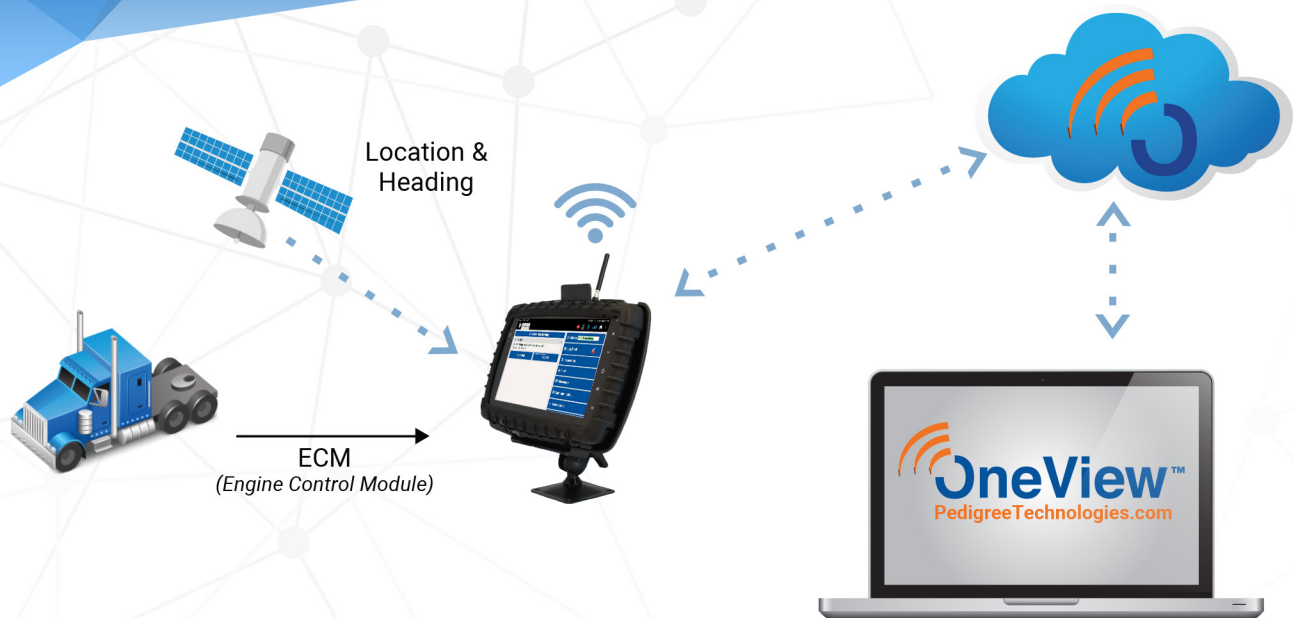 Location &
Heading
ECM
(Engine Control Module)
OneView™
PedigreeTechnologies.com